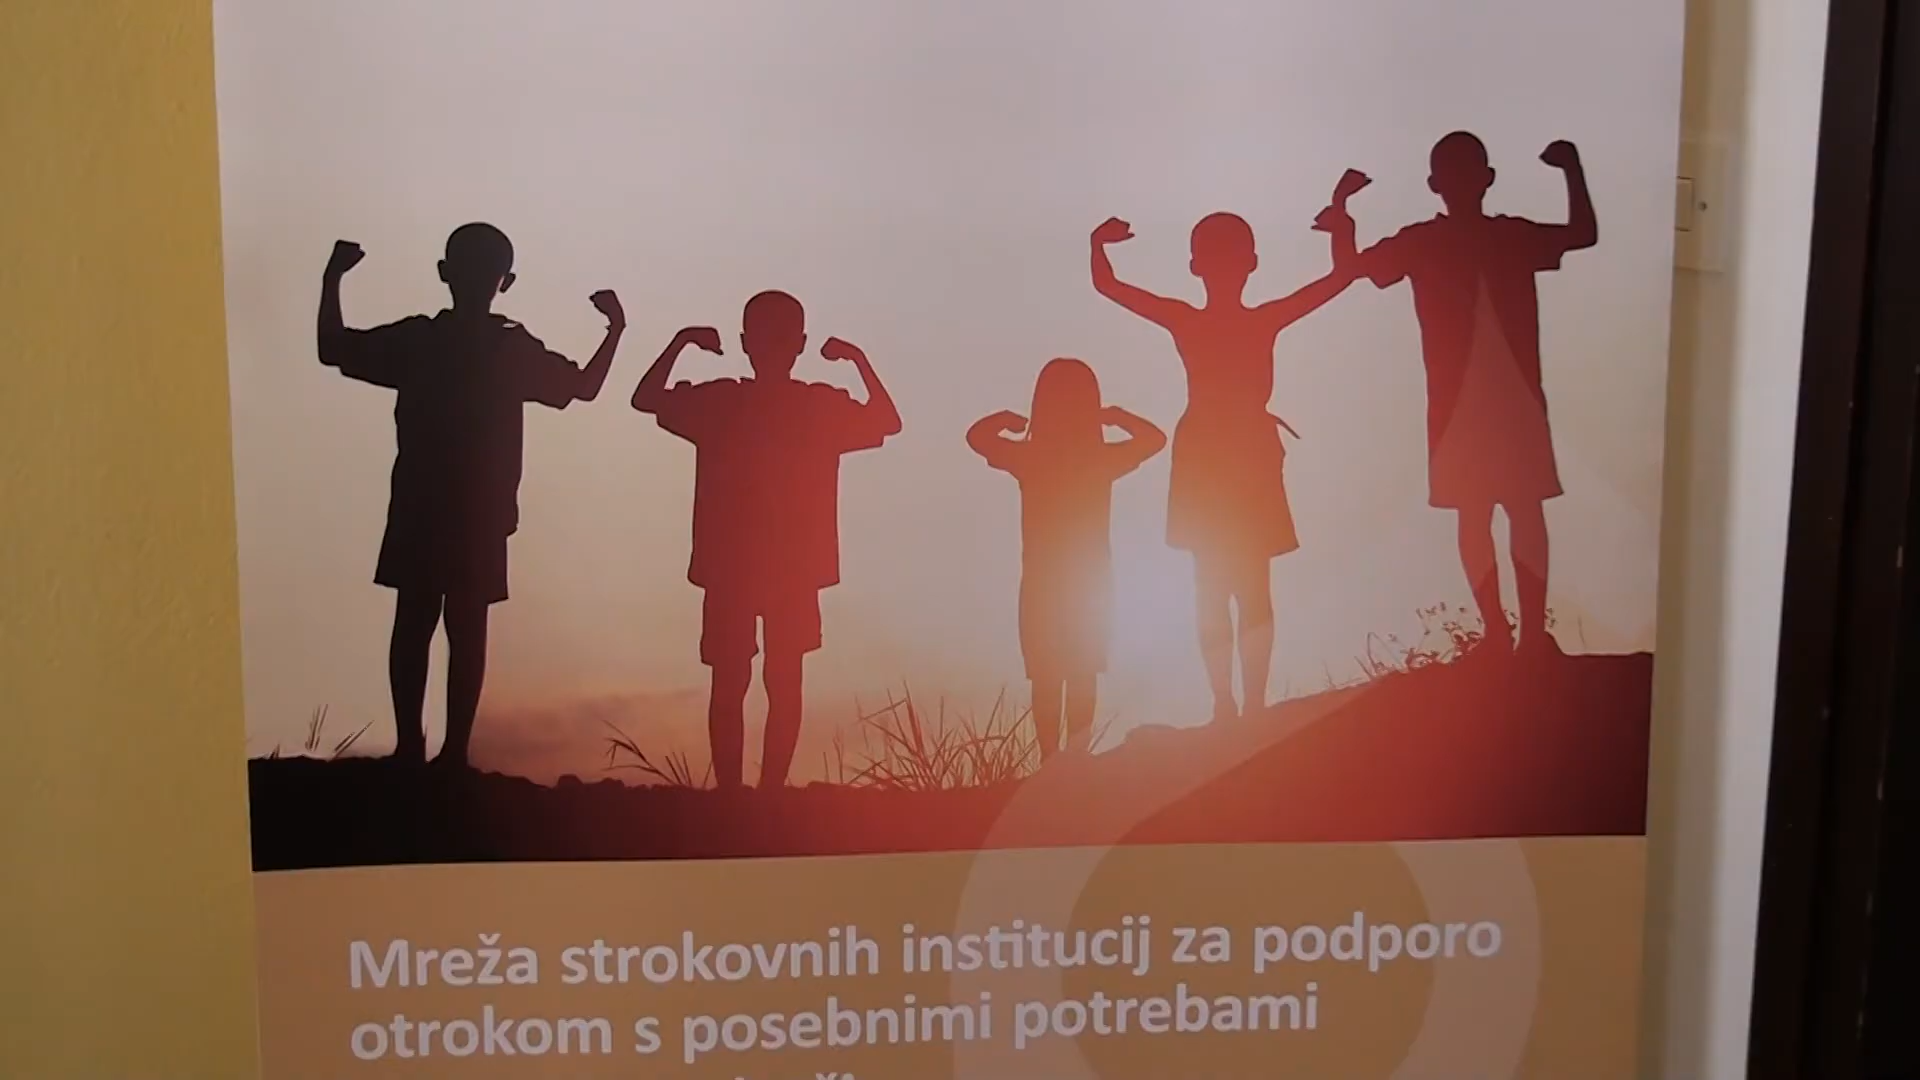 Mreža strokovnih institucij za podporo
otrokom s posebnimi potrebami